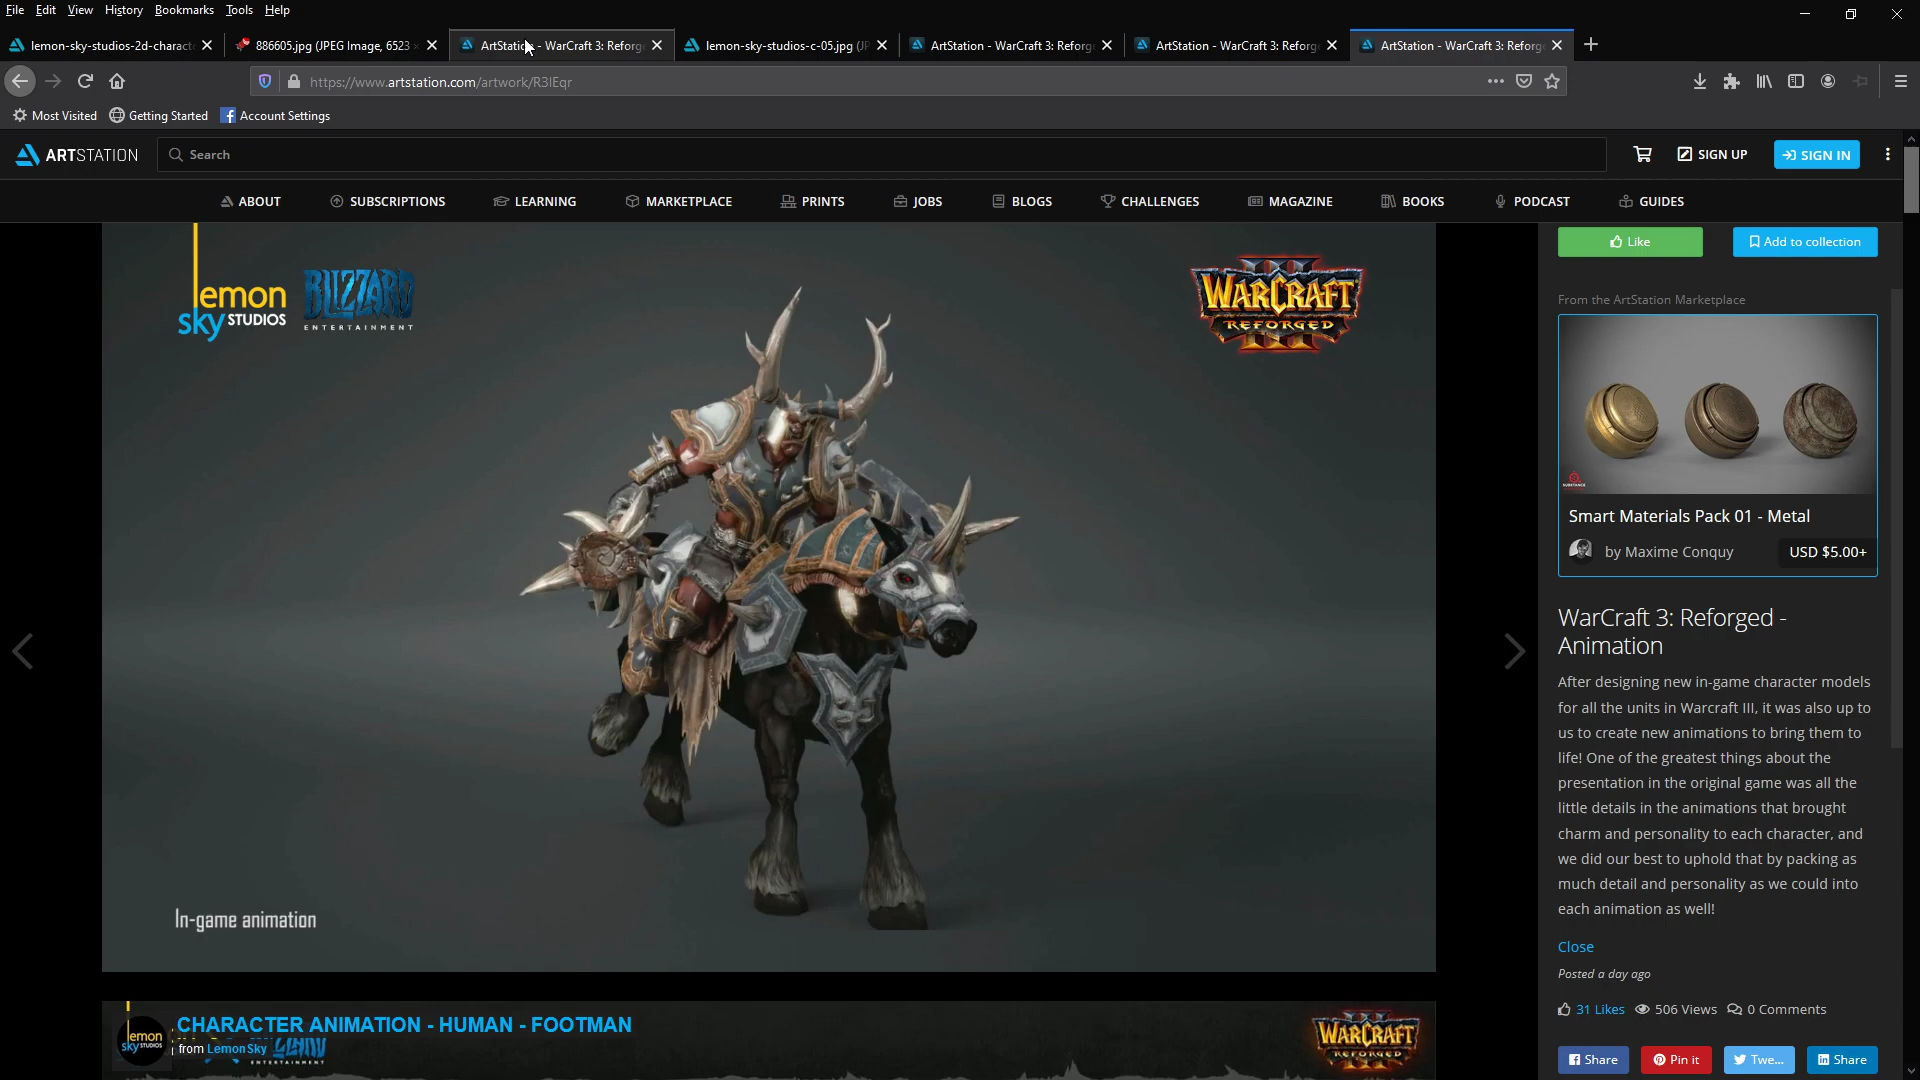 File Edit View History Bookmarks Tools Help
lemon-sky-studios-2d-charact
886605.jpg (JPEG Image, 6523
ArtStation - WarCraft 3: Reforg
lemon-sky-studios-c-05.jpg (JP
ArtStation - WarCraft 3: Reforg
ArtStation - WarCraft 3: Reforg
ArtStation - WarCraft 3: Reforg
https://www.artstation.com/artwork/R3lEqr
Most Visited Getting Started Account Settings
ARTSTATION Search SIGN UP SIGN IN
ABOUT SUBSCRIPTIONS LEARNING MARKETPLACE PRINTS JOBS BLOGS CHALLENGES MAGAZINE BOOKS PODCAST GUIDES
lemon
sky STUDIOS
BLIZZARD
ENTERTAINMENT
III
WARCRAFT
REFORGED
In-game animation
Like Add to collection
From the ArtStation Marketplace
SUBSTANCE
Smart Materials Pack 01 - Metal
by Maxime Conquy USD $5.00+
WarCraft 3: Reforged -
Animation
After designing new in-game character models
for all the units in Warcraft III, it was also up to
us to create new animations to bring them to
life! One of the greatest things about the
presentation in the original game was all the
little details in the animations that brought
charm and personality to each character, and
we did our best to uphold that by packing as
much detail and personality as we could into
each animation as well!
Close
Posted a day ago
31 Likes 506 Views 0 Comments
Share Pin it Twe... Share
lemon
sky STUDIOS
CHARACTER ANIMATION - HUMAN - FOOTMAN
from LemonSky
ENTERTAINMENT
WARCRAFT
REFORGED